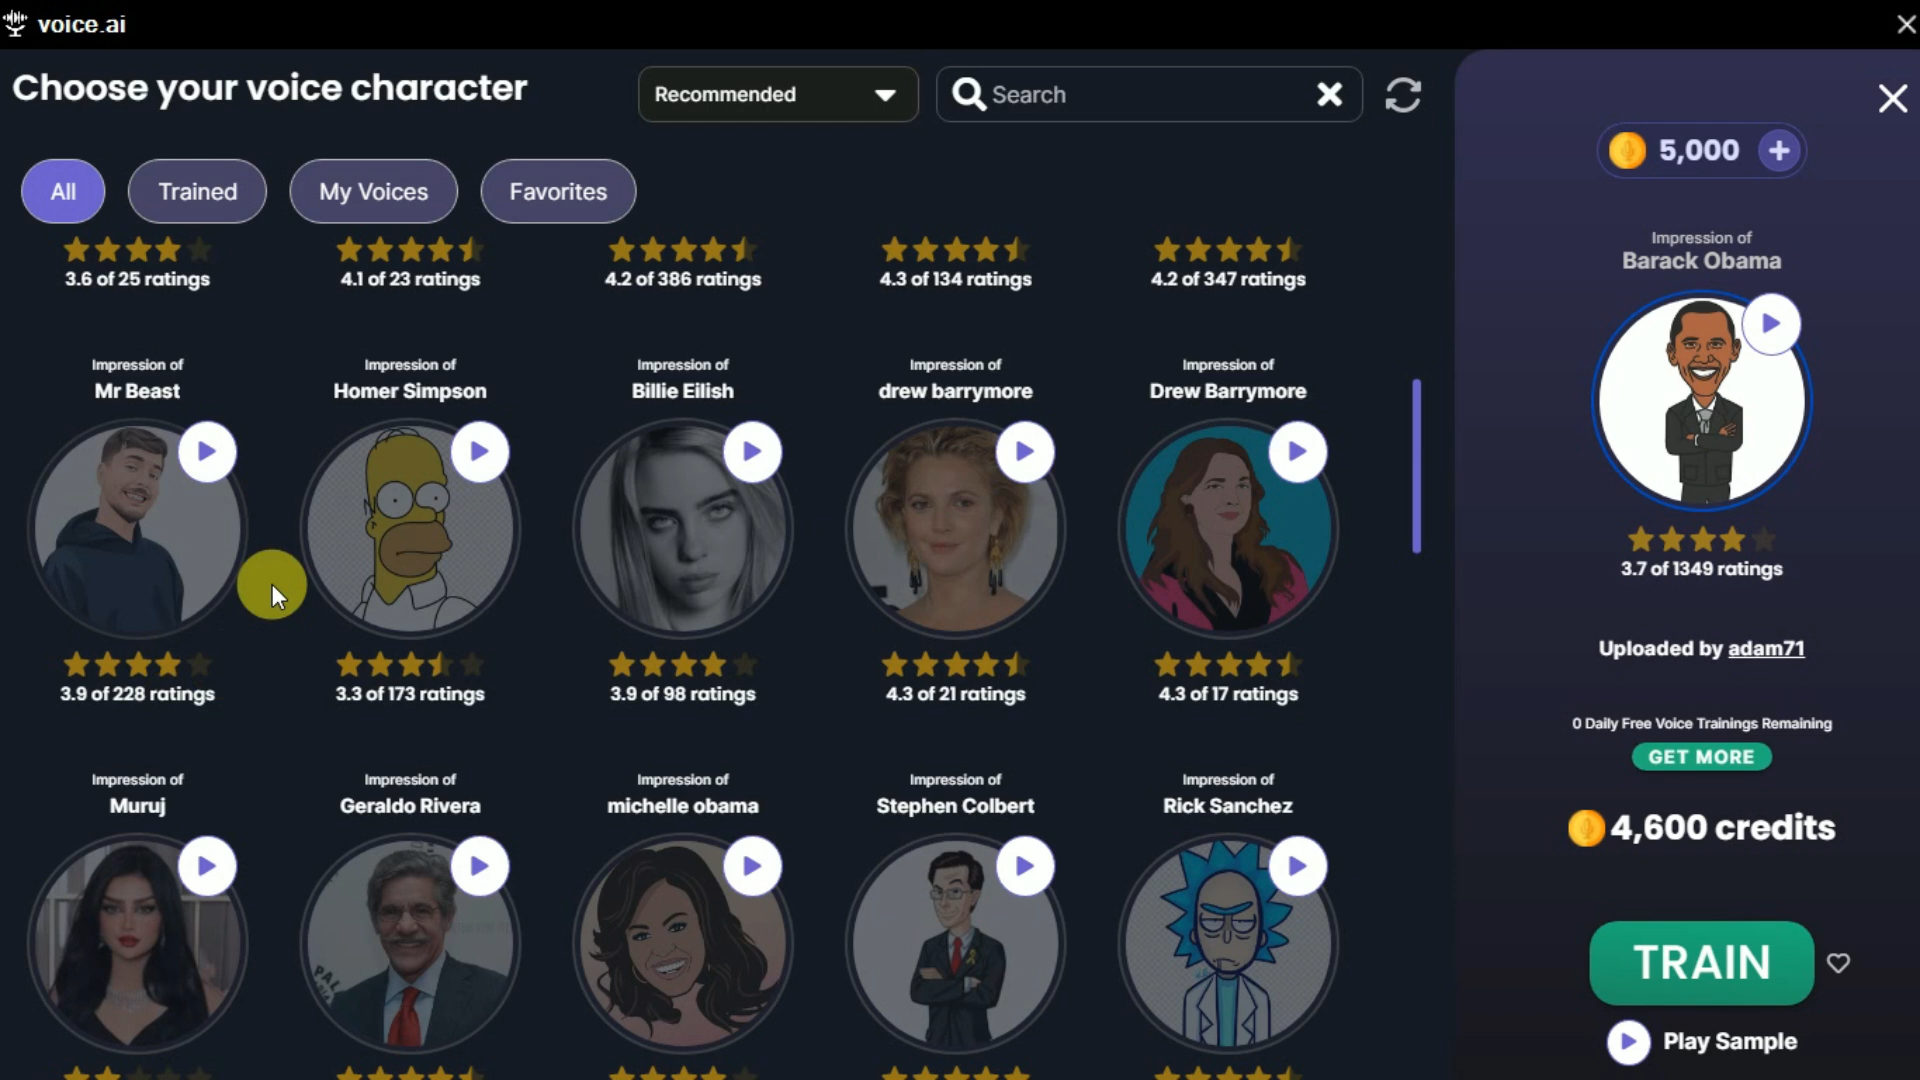 voice.ai
Choose your voice character
Recommended
Search
All
Trained
My Voices
Favorites
3.6 of 25 ratings
4.1 of 23 ratings
4.2 of 386 ratings
4.3 of 134 ratings
4.2 of 347 ratings
Impression of
Mr Beast
Impression of
Homer Simpson
Impression of
Billie Eilish
Impression of
drew barrymore
Impression of
Drew Barrymore
3.9 of 228 ratings
3.3 of 173 ratings
3.9 of 98 ratings
4.3 of 21 ratings
4.3 of 17 ratings
Impression of
Muruj
Impression of
Geraldo Rivera
Impression of
michelle obama
Impression of
Stephen Colbert
Impression of
Rick Sanchez
5,000
Impression of
Barack Obama
3.7 of 1349 ratings
Uploaded by adam71
0 Daily Free Voice Trainings Remaining
GET MORE
4,600 credits
TRAIN
Play Sample